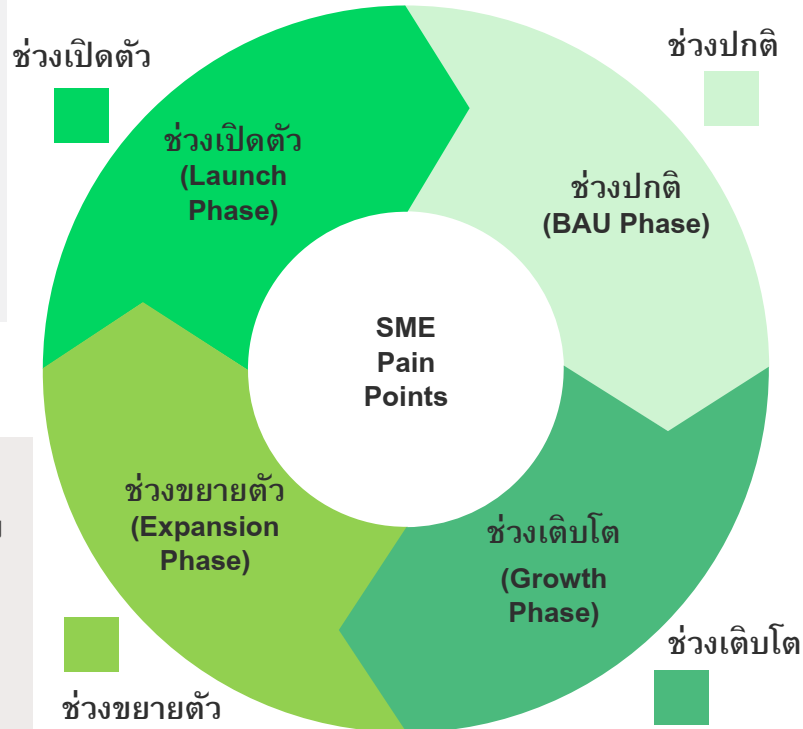 ช่วงเปิดตัว
ช่วงปกติ
ช่วงเปิดตัว
(Launch
Phase)
ช่วงปกติ
(BAU Phase)
SME
Pain
Points
ช่วงขยายตัว
(Expansion
Phase)
ช่วงเติบโต
(Growth
Phase)
ช่วงเติบโต
ช่วงขยายตัว